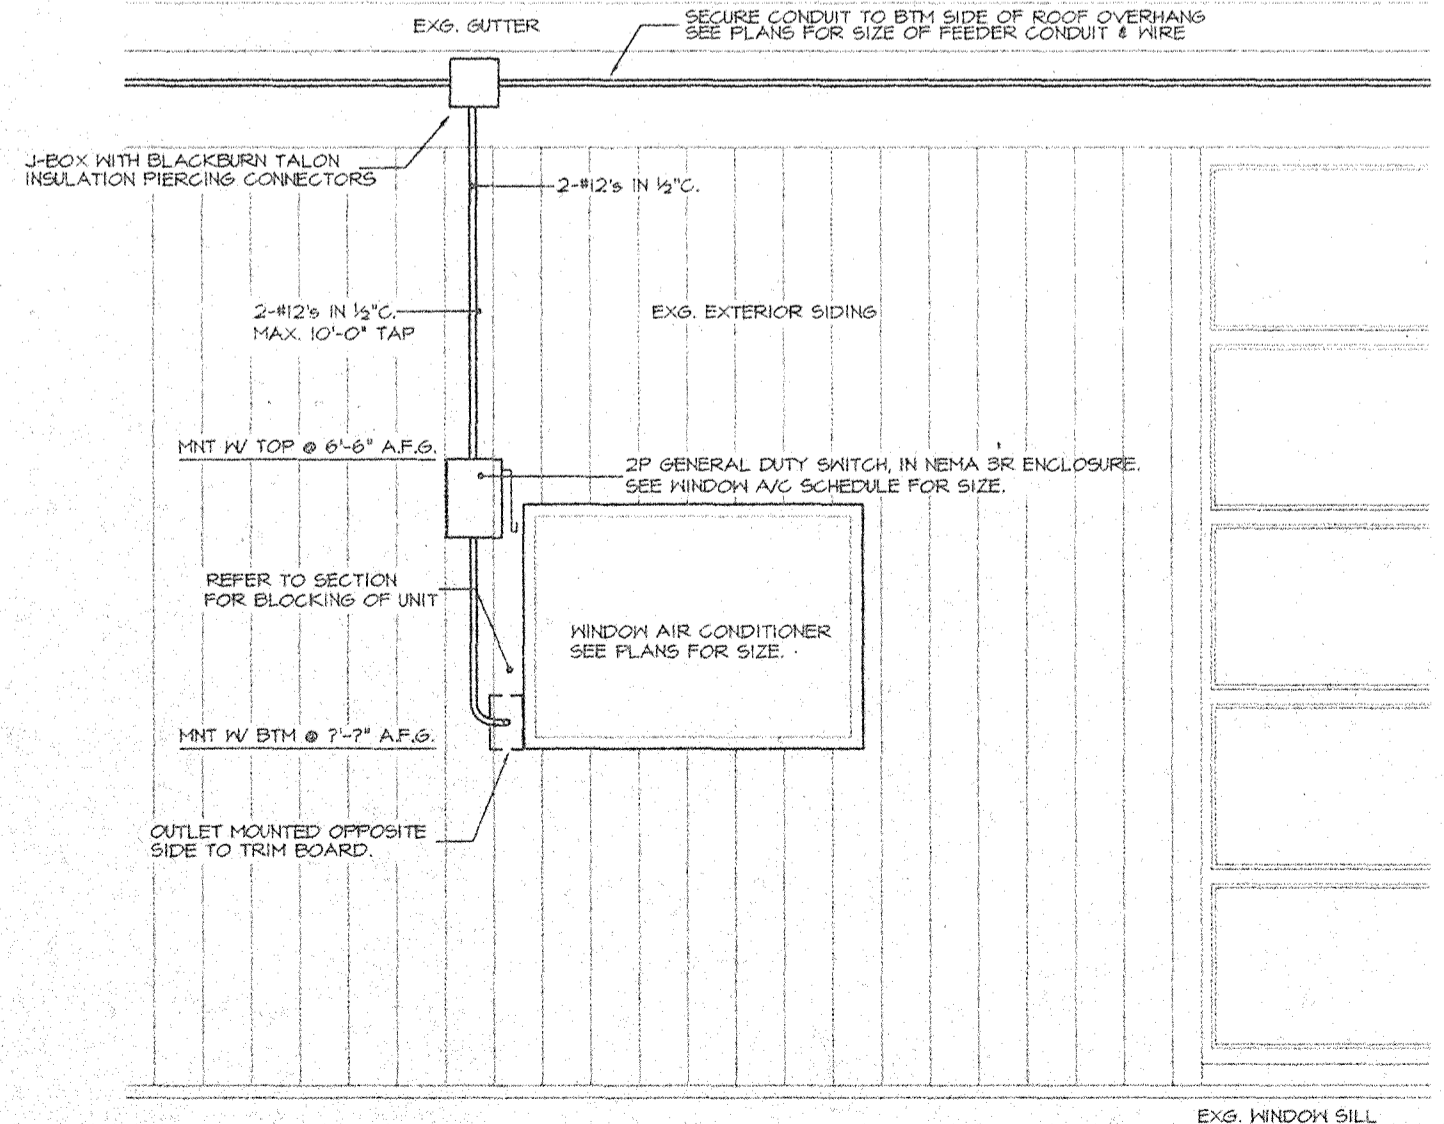 EXG. GUTTER
SECURE CONDUIT TO BTM SIDE OF ROOF OVERHANG
SEE PLANS FOR SIZE OF FEEDER CONDUIT & WIRE
J-BOX WITH BLACKBURN TALON
INSULATION PIERCING CONNECTORS
2-#12's IN ½"C.
2-#12's IN ½"C.
MAX. 10'-0" TAP
EXG. EXTERIOR SIDING
MNT W/ TOP @ 6'-6" A.F.G.
2P GENERAL DUTY SWITCH, IN NEMA 3R ENCLOSURE.
SEE WINDOW A/C SCHEDULE FOR SIZE.
REFER TO SECTION
FOR BLOCKING OF UNIT
WINDOW AIR CONDITIONER
SEE PLANS FOR SIZE.
MNT W/ BTM @ ?'-?" A.F.G.
OUTLET MOUNTED OPPOSITE
SIDE TO TRIM BOARD.
EXG. WINDOW SILL